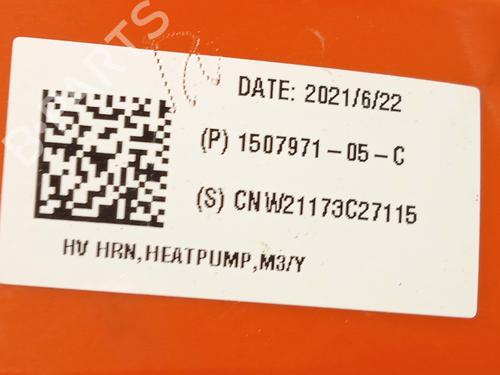 DATE: 2021/6/22
(P) 1507971-05-C
(S) CNW21173C27115
HV HRN,HEATPUMP,M3/Y